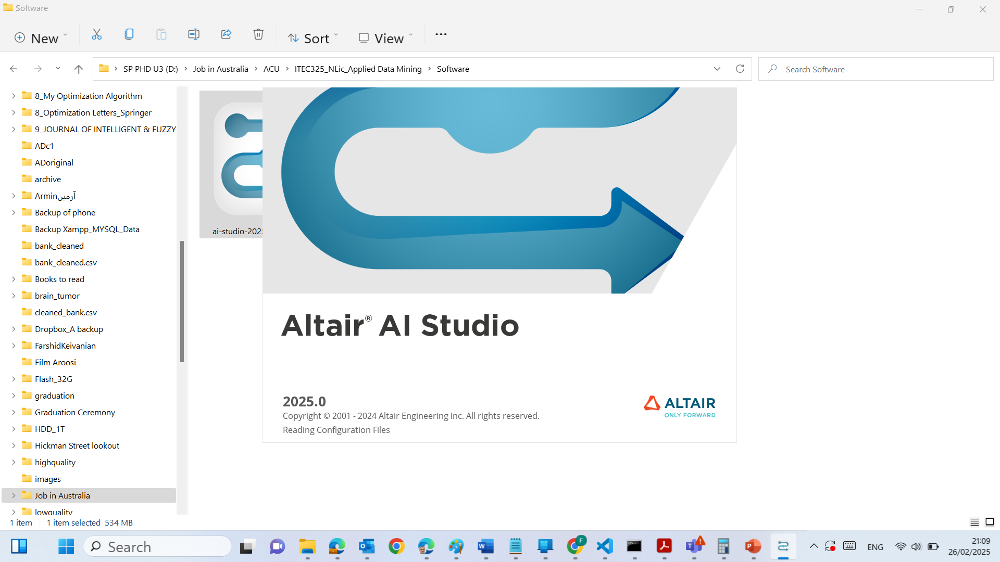 Software
New
Sort
View
SP PHD U3 (D:) > Job in Australia > ACU > ITEC325_NLic_Applied Data Mining > Software
Search Software
8_My Optimization Algorithm
8_Optimization Letters_Springer
9_JOURNAL OF INTELLIGENT & FUZZY
ADc1
ADoriginal
archive
Arminآرمین
Backup of phone
Backup Xampp_MYSQL_Data
bank_cleaned
bank_cleaned.csv
Books to read
brain_tumor
cleaned_bank.csv
Dropbox_A backup
FarshidKeivanian
Film Aroosi
Flash_32G
graduation
Graduation Ceremony
HDD_1T
Hickman Street lookout
highquality
images
Job in Australia
lowquality
ai-studio-202
Altair® AI Studio
2025.0
Copyright © 2001 - 2024 Altair Engineering Inc. All rights reserved.
Reading Configuration Files
ALTAIR
ONLY FORWARD
1 item
1 item selected 534 MB
Search
F
ENG
21:09
26/02/2025